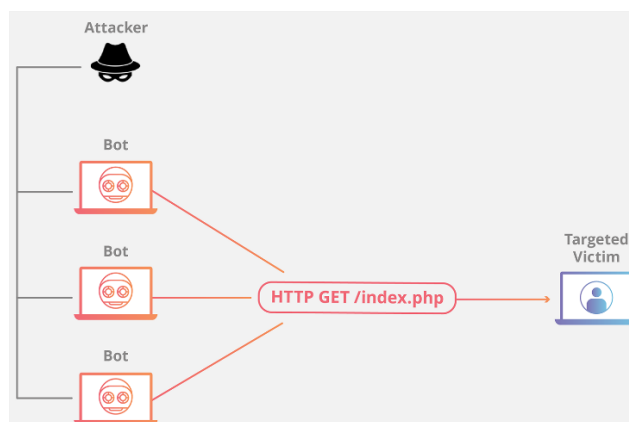 Attacker
Bot
Bot
HTTP GET /index.php
Targeted
Victim
Bot